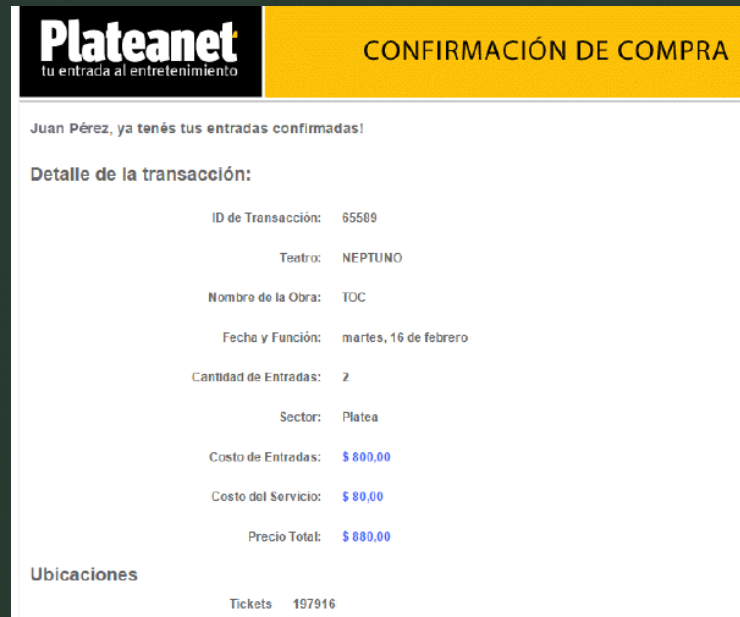 Plateanet
tu entrada al entretenimiento
CONFIRMACIÓN DE COMPRA
Juan Pérez, ya tenés tus entradas confirmadas!
Detalle de la transacción:
ID de Transacción: 65589
Teatro: NEPTUNO
Nombre de la Obra: TOC
Fecha y Función: martes, 16 de febrero
Cantidad de Entradas: 2
Sector: Platea
Costo de Entradas: $ 800,00
Costo del Servicio: $ 80,00
Precio Total: $ 880,00
Ubicaciones
Tickets 197916